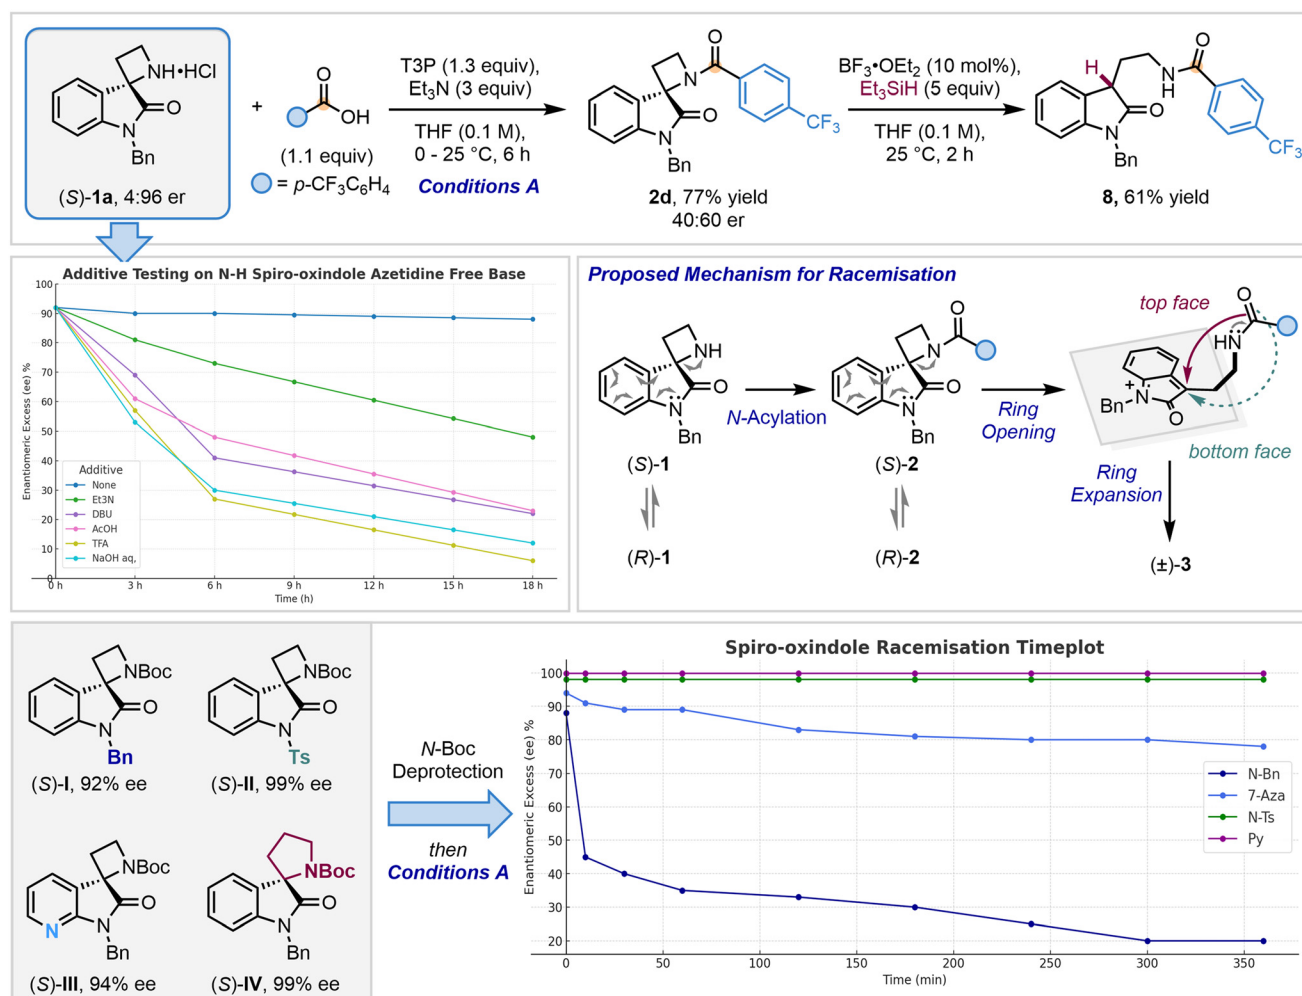 NH•HCl
O
N
Bn
(S)-1a, 4:96 er
+
O
OH
(1.1 equiv)
= p-CF3C6H4
T3P (1.3 equiv),
Et₃N (3 equiv)
THF (0.1 M),
0 - 25 °C, 6 h
Conditions A
O
N
O
N
Bn
CF₃
2d, 77% yield
40:60 er
BF₃•OEt₂ (10 mol%),
Et₃SiH (5 equiv)
THF (0.1 M),
25 °C, 2 h
H
O
N
H
O
N
Bn
CF₃
8, 61% yield
Additive Testing on N-H Spiro-oxindole Azetidine Free Base
Enantiomeric Excess (ee) %
100
90
80
70
60
50
40
30
20
10
0
Additive
None
Et3N
DBU
AcOH
TFA
NaOH aq,
0 h
3 h
6 h
9 h
12 h
15 h
18 h
Time (h)
Proposed Mechanism for Racemisation
NH
O
N
Bn
(S)-1
(R)-1
N-Acylation
O
N
O
N
Bn
(S)-2
(R)-2
Ring
Opening
top face
O
HN
+
BnN
O
bottom face
Ring
Expansion
(±)-3
NBoc
O
N
Bn
(S)-I, 92% ee
NBoc
O
N
Ts
(S)-II, 99% ee
NBoc
O
N
N
Bn
(S)-III, 94% ee
NBoc
O
N
Bn
(S)-IV, 99% ee
N-Boc
Deprotection
then
Conditions A
Spiro-oxindole Racemisation Timeplot
Enantiomeric Excess (ee) %
100
90
80
70
60
50
40
30
20
N-Bn
7-Aza
N-Ts
Py
0
50
100
150
200
250
300
350
Time (min)